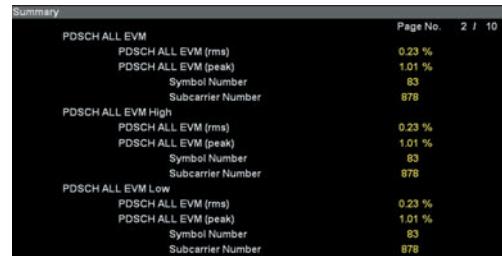 Summary
Page No. 2 / 10
PDSCH ALL EVM
PDSCH ALL EVM (rms) 0.23 %
PDSCH ALL EVM (peak) 1.01 %
Symbol Number 83
Subcarrier Number 878
PDSCH ALL EVM High
PDSCH ALL EVM (rms) 0.23 %
PDSCH ALL EVM (peak) 1.01 %
Symbol Number 83
Subcarrier Number 878
PDSCH ALL EVM Low
PDSCH ALL EVM (rms) 0.23 %
PDSCH ALL EVM (peak) 1.01 %
Symbol Number 83
Subcarrier Number 878